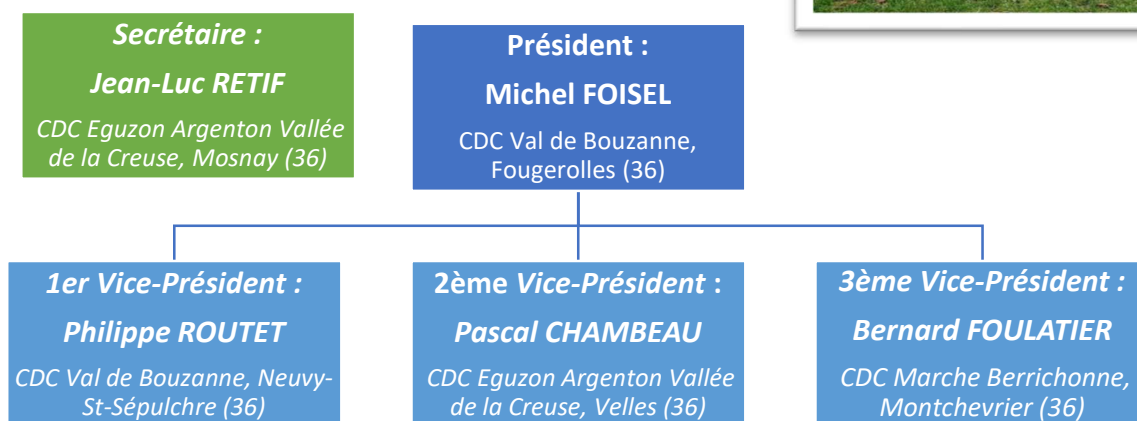 Secrétaire :
Jean-Luc RETIF
CDC Eguzon Argenton Vallée
de la Creuse, Mosnay (36)
Président :
Michel FOISEL
CDC Val de Bouzanne,
Fougerolles (36)
1er Vice-Président :
Philippe ROUTET
CDC Val de Bouzanne, Neuvy-
St-Sépulchre (36)
2ème Vice-Président :
Pascal CHAMBEAU
CDC Eguzon Argenton Vallée
de la Creuse, Velles (36)
3ème Vice-Président :
Bernard FOULATIER
CDC Marche Berrichonne,
Montchevrier (36)